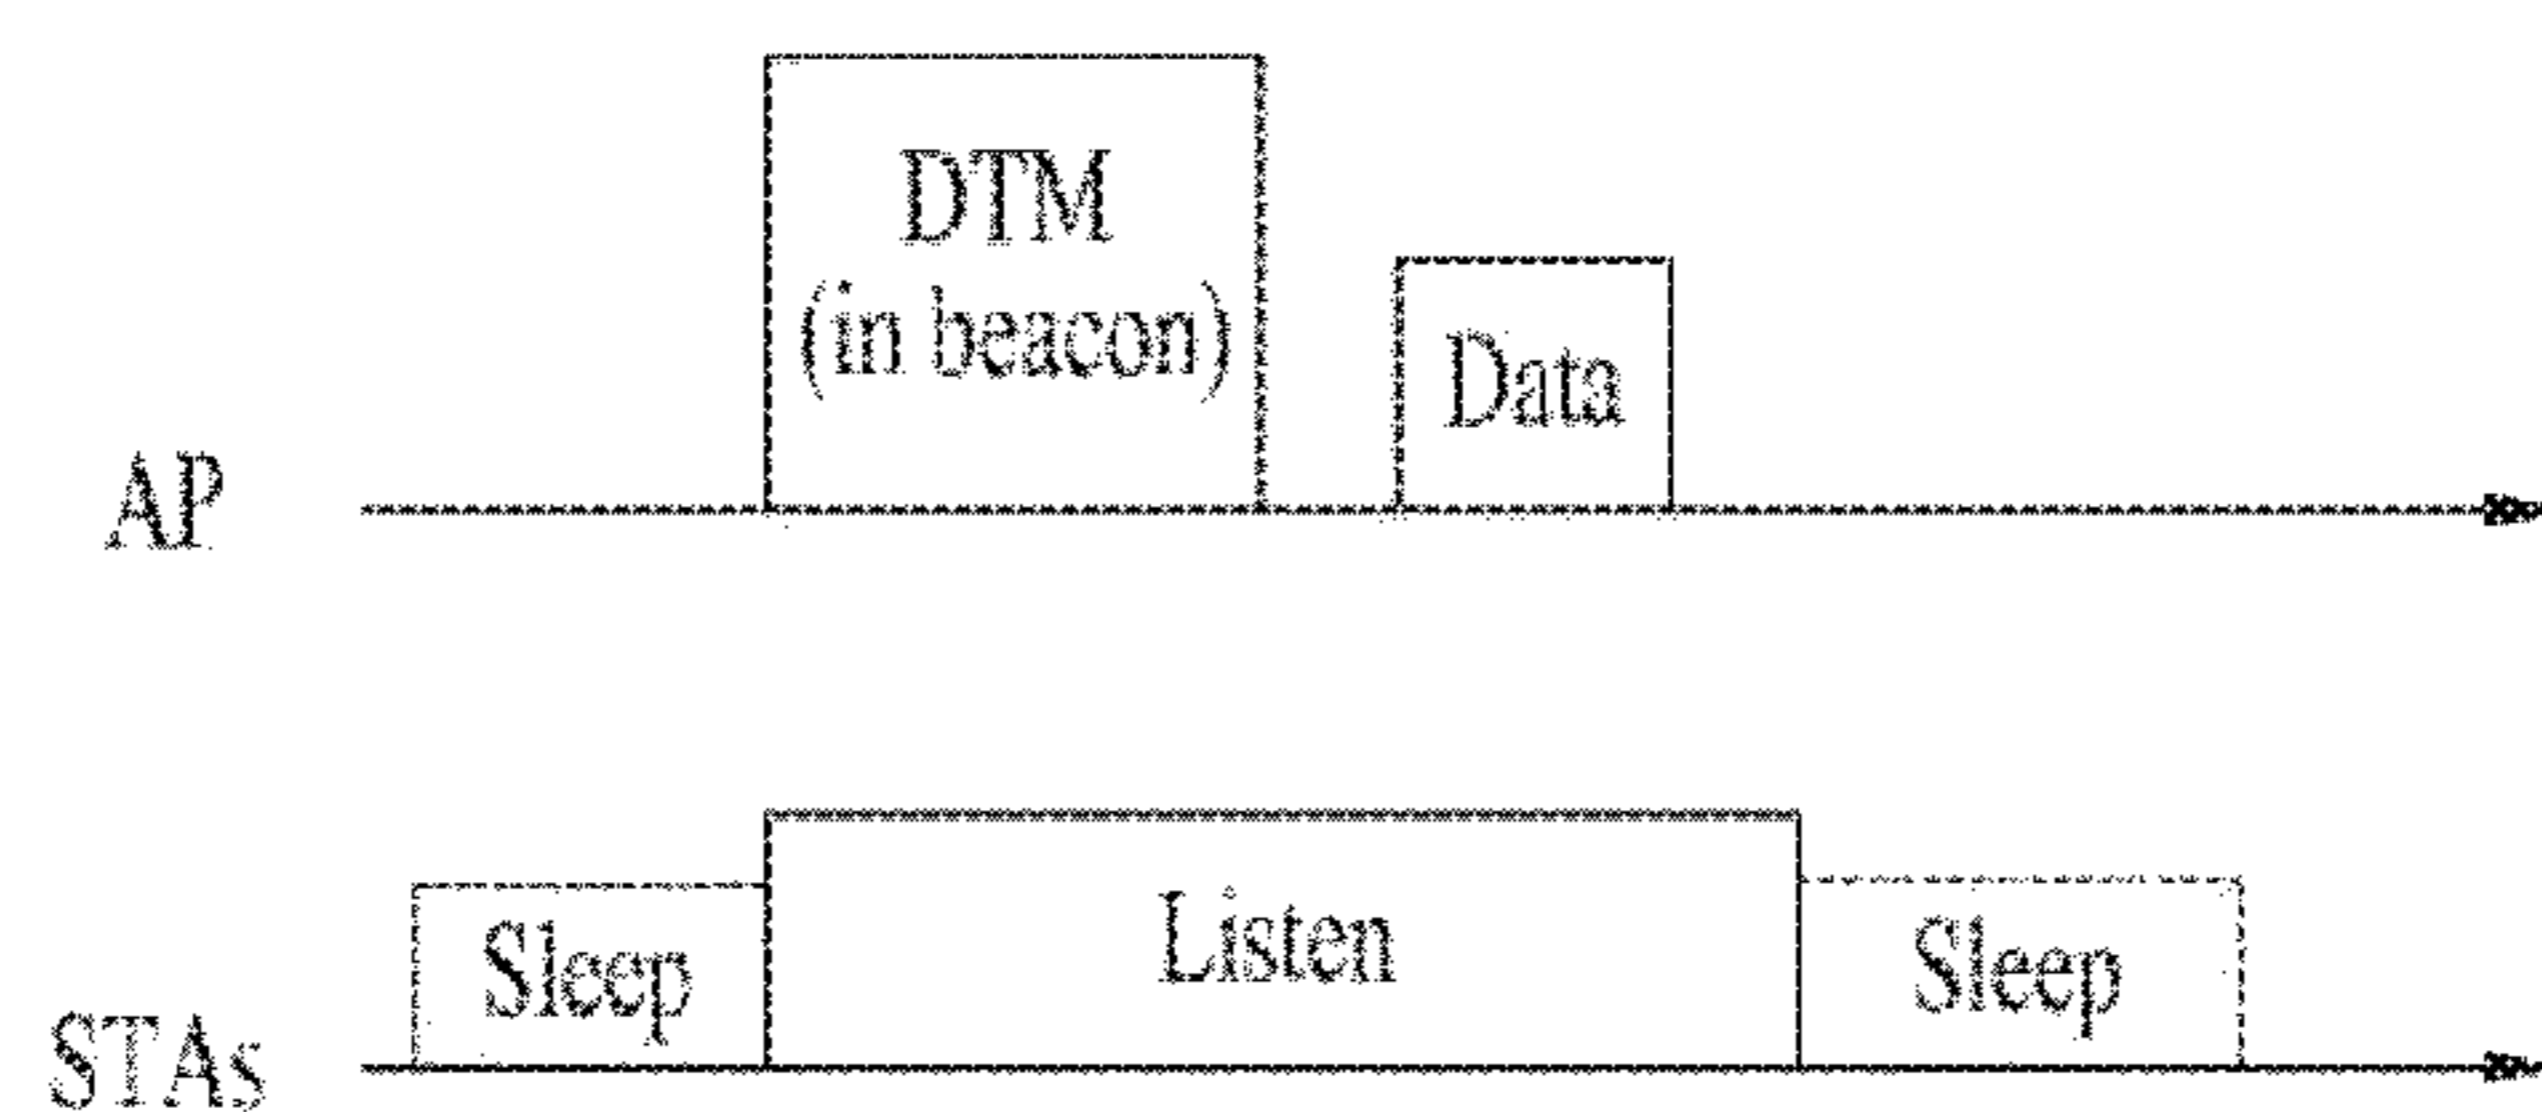 DTM
(in beacon)
Data
AP
Sleep
Listen
Sleep
STAs